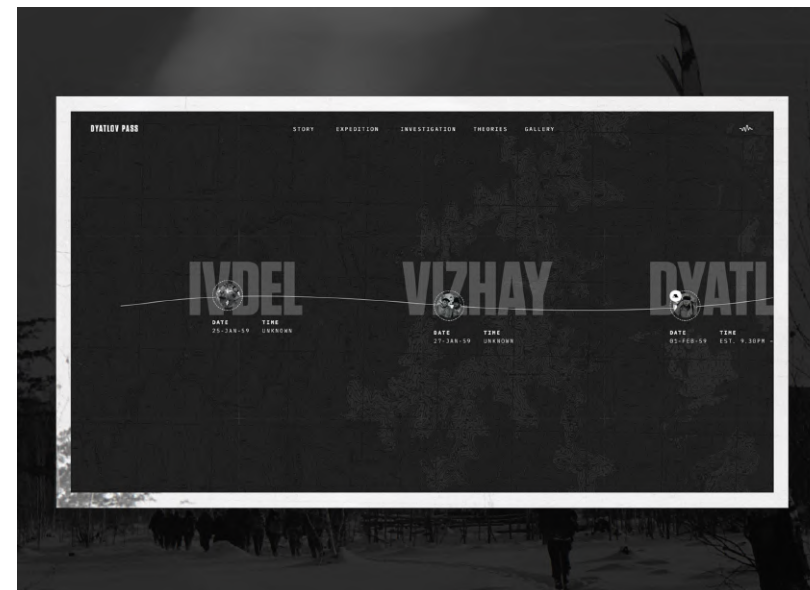 DYATLOV PASS
STORY EXPEDITION INVESTIGATION THEORIES GALLERY
IVDEL VIZHAY DYATL
DATE TIME
25-JAN-59 UNKNOWN
DATE TIME
27-JAN-59 UNKNOWN
DATE TIME
01-FEB-59 EST. 9.30PM –